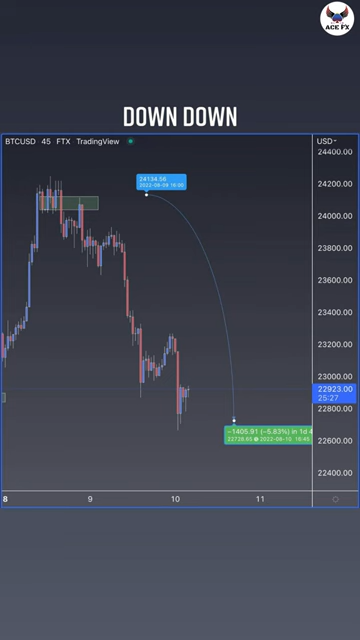 ACE FX
DOWN DOWN
BTCUSD 45 FTX TradingView
USD
24400.00
24200.00
24134.56
2022-08-09 16:00
24000.00
23800.00
23600.00
23400.00
23200.00
23000.00
22923.00
25:27
22800.00
−1405.91 (−5.83%) in 1d
22728.65 2022-08-10 16:45
22600.00
22400.00
8 9 10 11